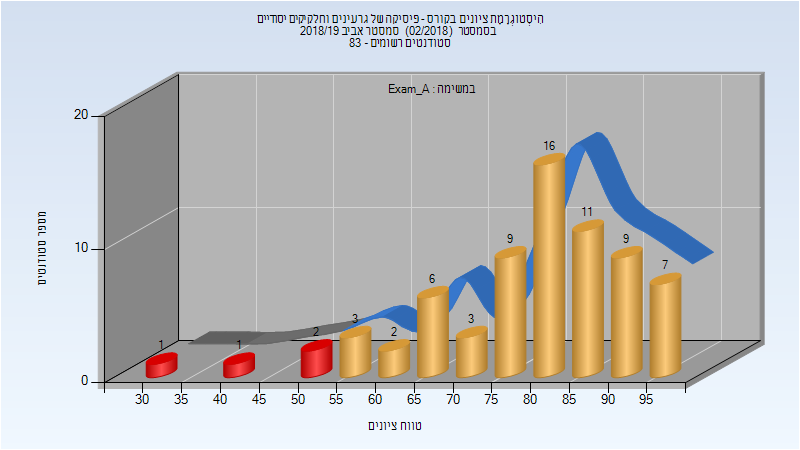 היסטוגרמת ציונים בקורס - פיסיקה של גרעינים וחלקיקים יסודיים
בסמסטר (02/2018) סמסטר אביב 2018/19
סטודנטים רשומים - 83
במשימה : Exam_A
מספר סטודנטים
20
10
0
1
1
2
3
2
6
3
9
16
11
9
7
30 35 40 45 50 55 60 65 70 75 80 85 90 95
טווח ציונים